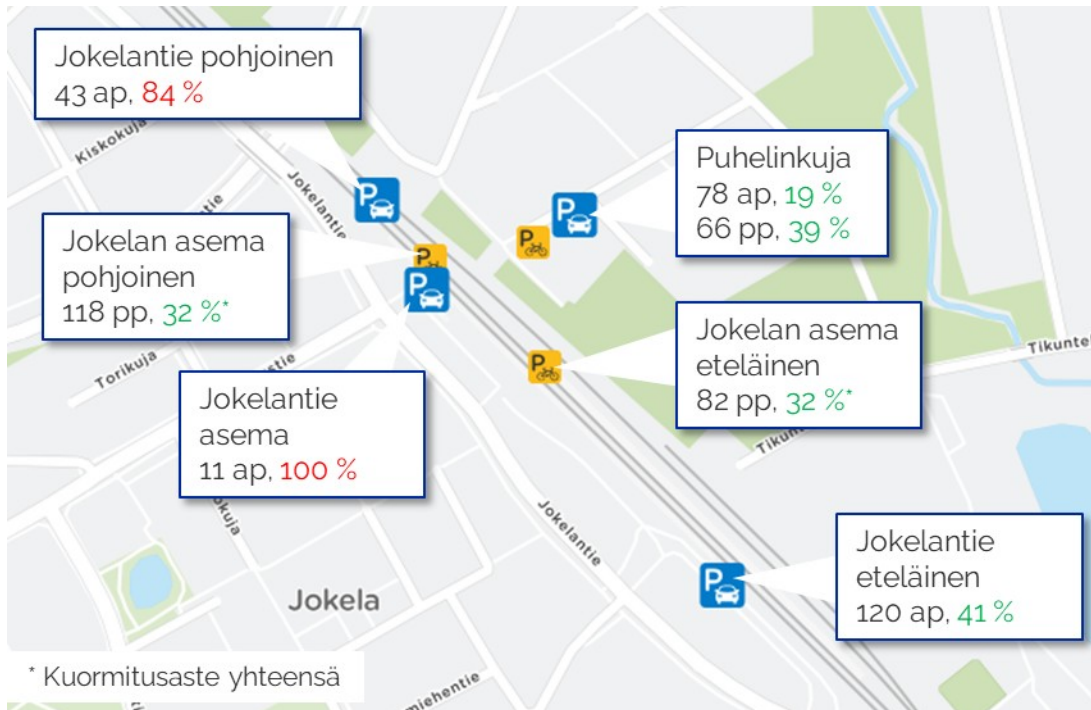 Jokelantie pohjoinen
43 ap, 84 %
Kiskokuja
Jokelantie
Puhelinkuja
78 ap, 19 %
66 pp, 39 %
Jokelan asema
pohjoinen
118 pp, 32 %*
P
P
P
P
P
P
P
Torikuja
Jokelan asema
eteläinen
82 pp, 32 %*
Jokelantie
asema
11 ap, 100 %
Jokelantie
Jokelantie
eteläinen
120 ap, 41 %
Jokela
* Kuormitusaste yhteensä